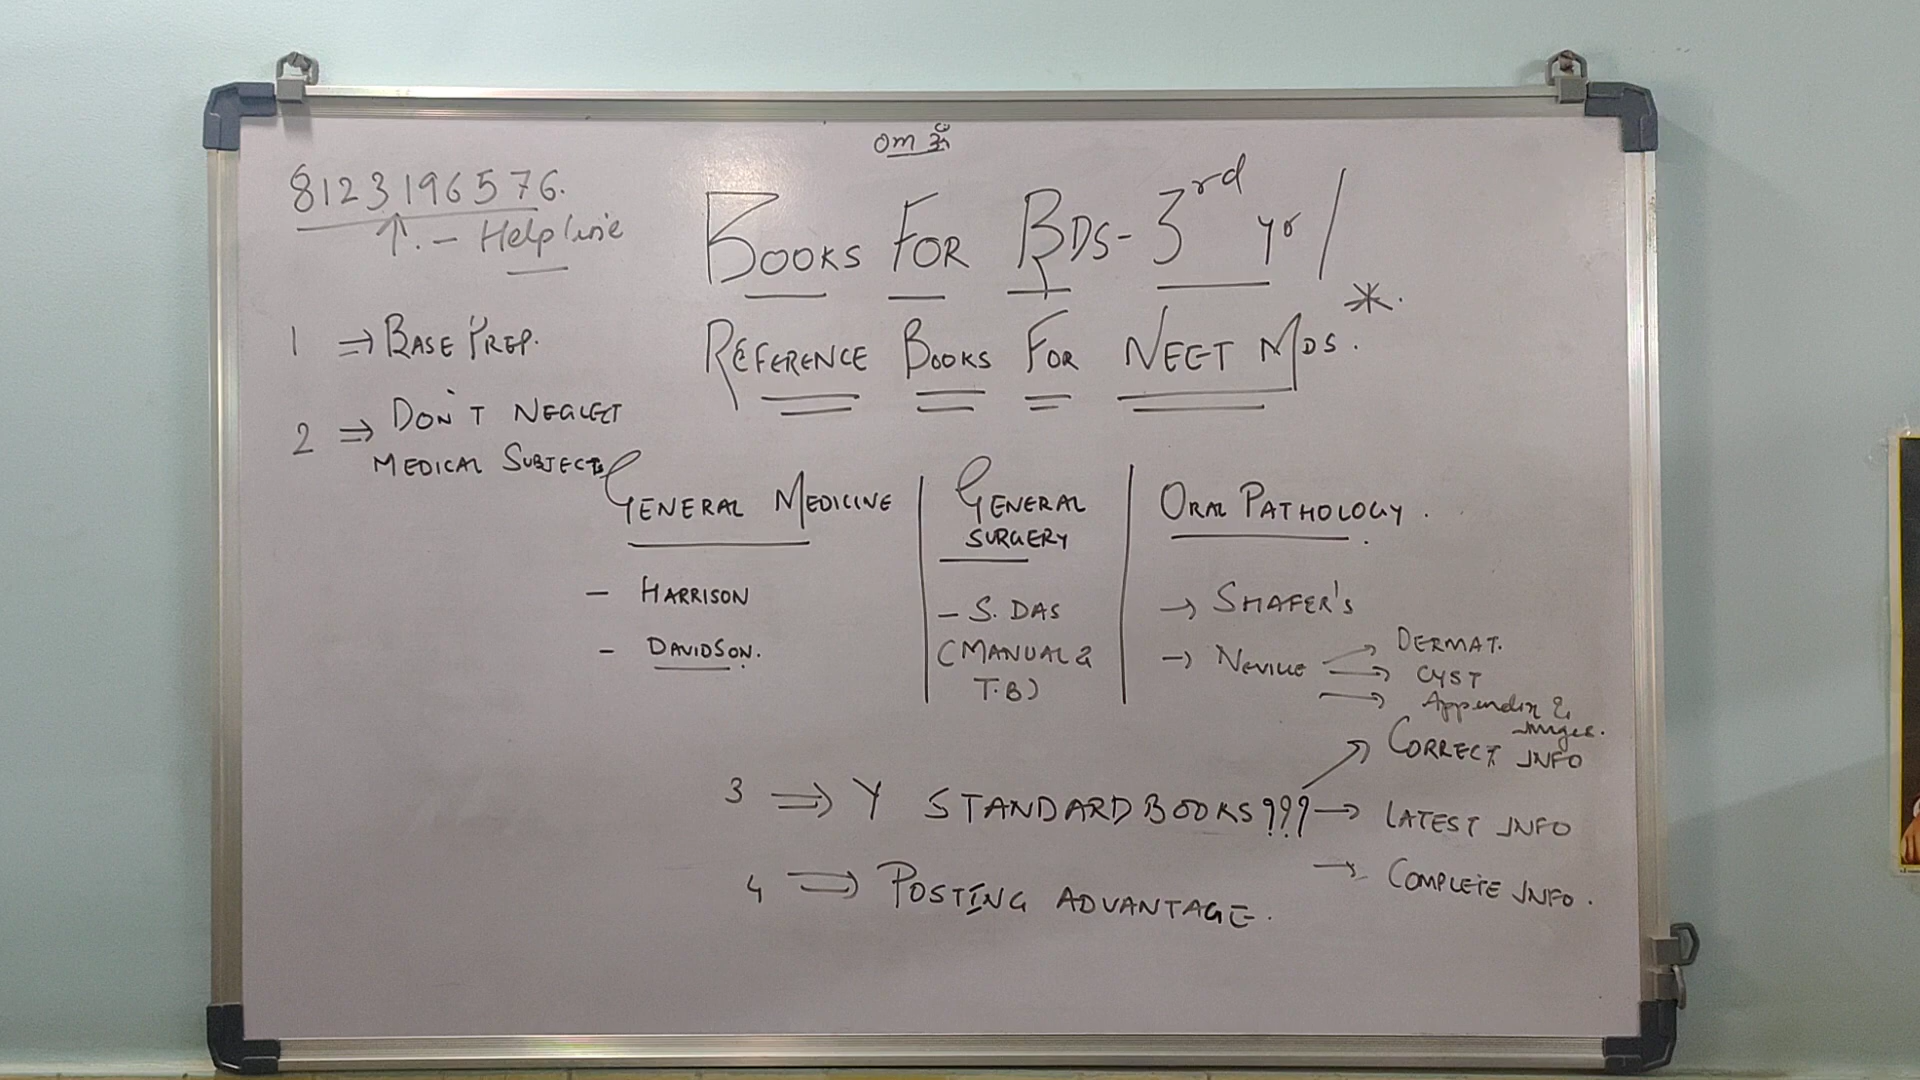 om ॐ
8123196576.
↑. - Helpline
BOOKS FOR BDS - 3rd yr /
REFERENCE BOOKS FOR NEET MDS. *
1 ⇒ BASE PREP.
2 ⇒ DON'T NEGLECT
MEDICAL SUBJECTS
GENERAL MEDICINE
- HARRISON
- DAVIDSON.
GENERAL
SURGERY
- S. DAS
(MANUAL &
T.B)
ORAL PATHOLOGY.
→ SHAFER'S
→ NEVILLE → DERMAT.
→ CYST
→ Appendix &
images.
3 ⇒ Y STANDARD BOOKS??? → CORRECT INFO
→ LATEST INFO
→ COMPLETE INFO.
4 ⇒ POSTING ADVANTAGE.